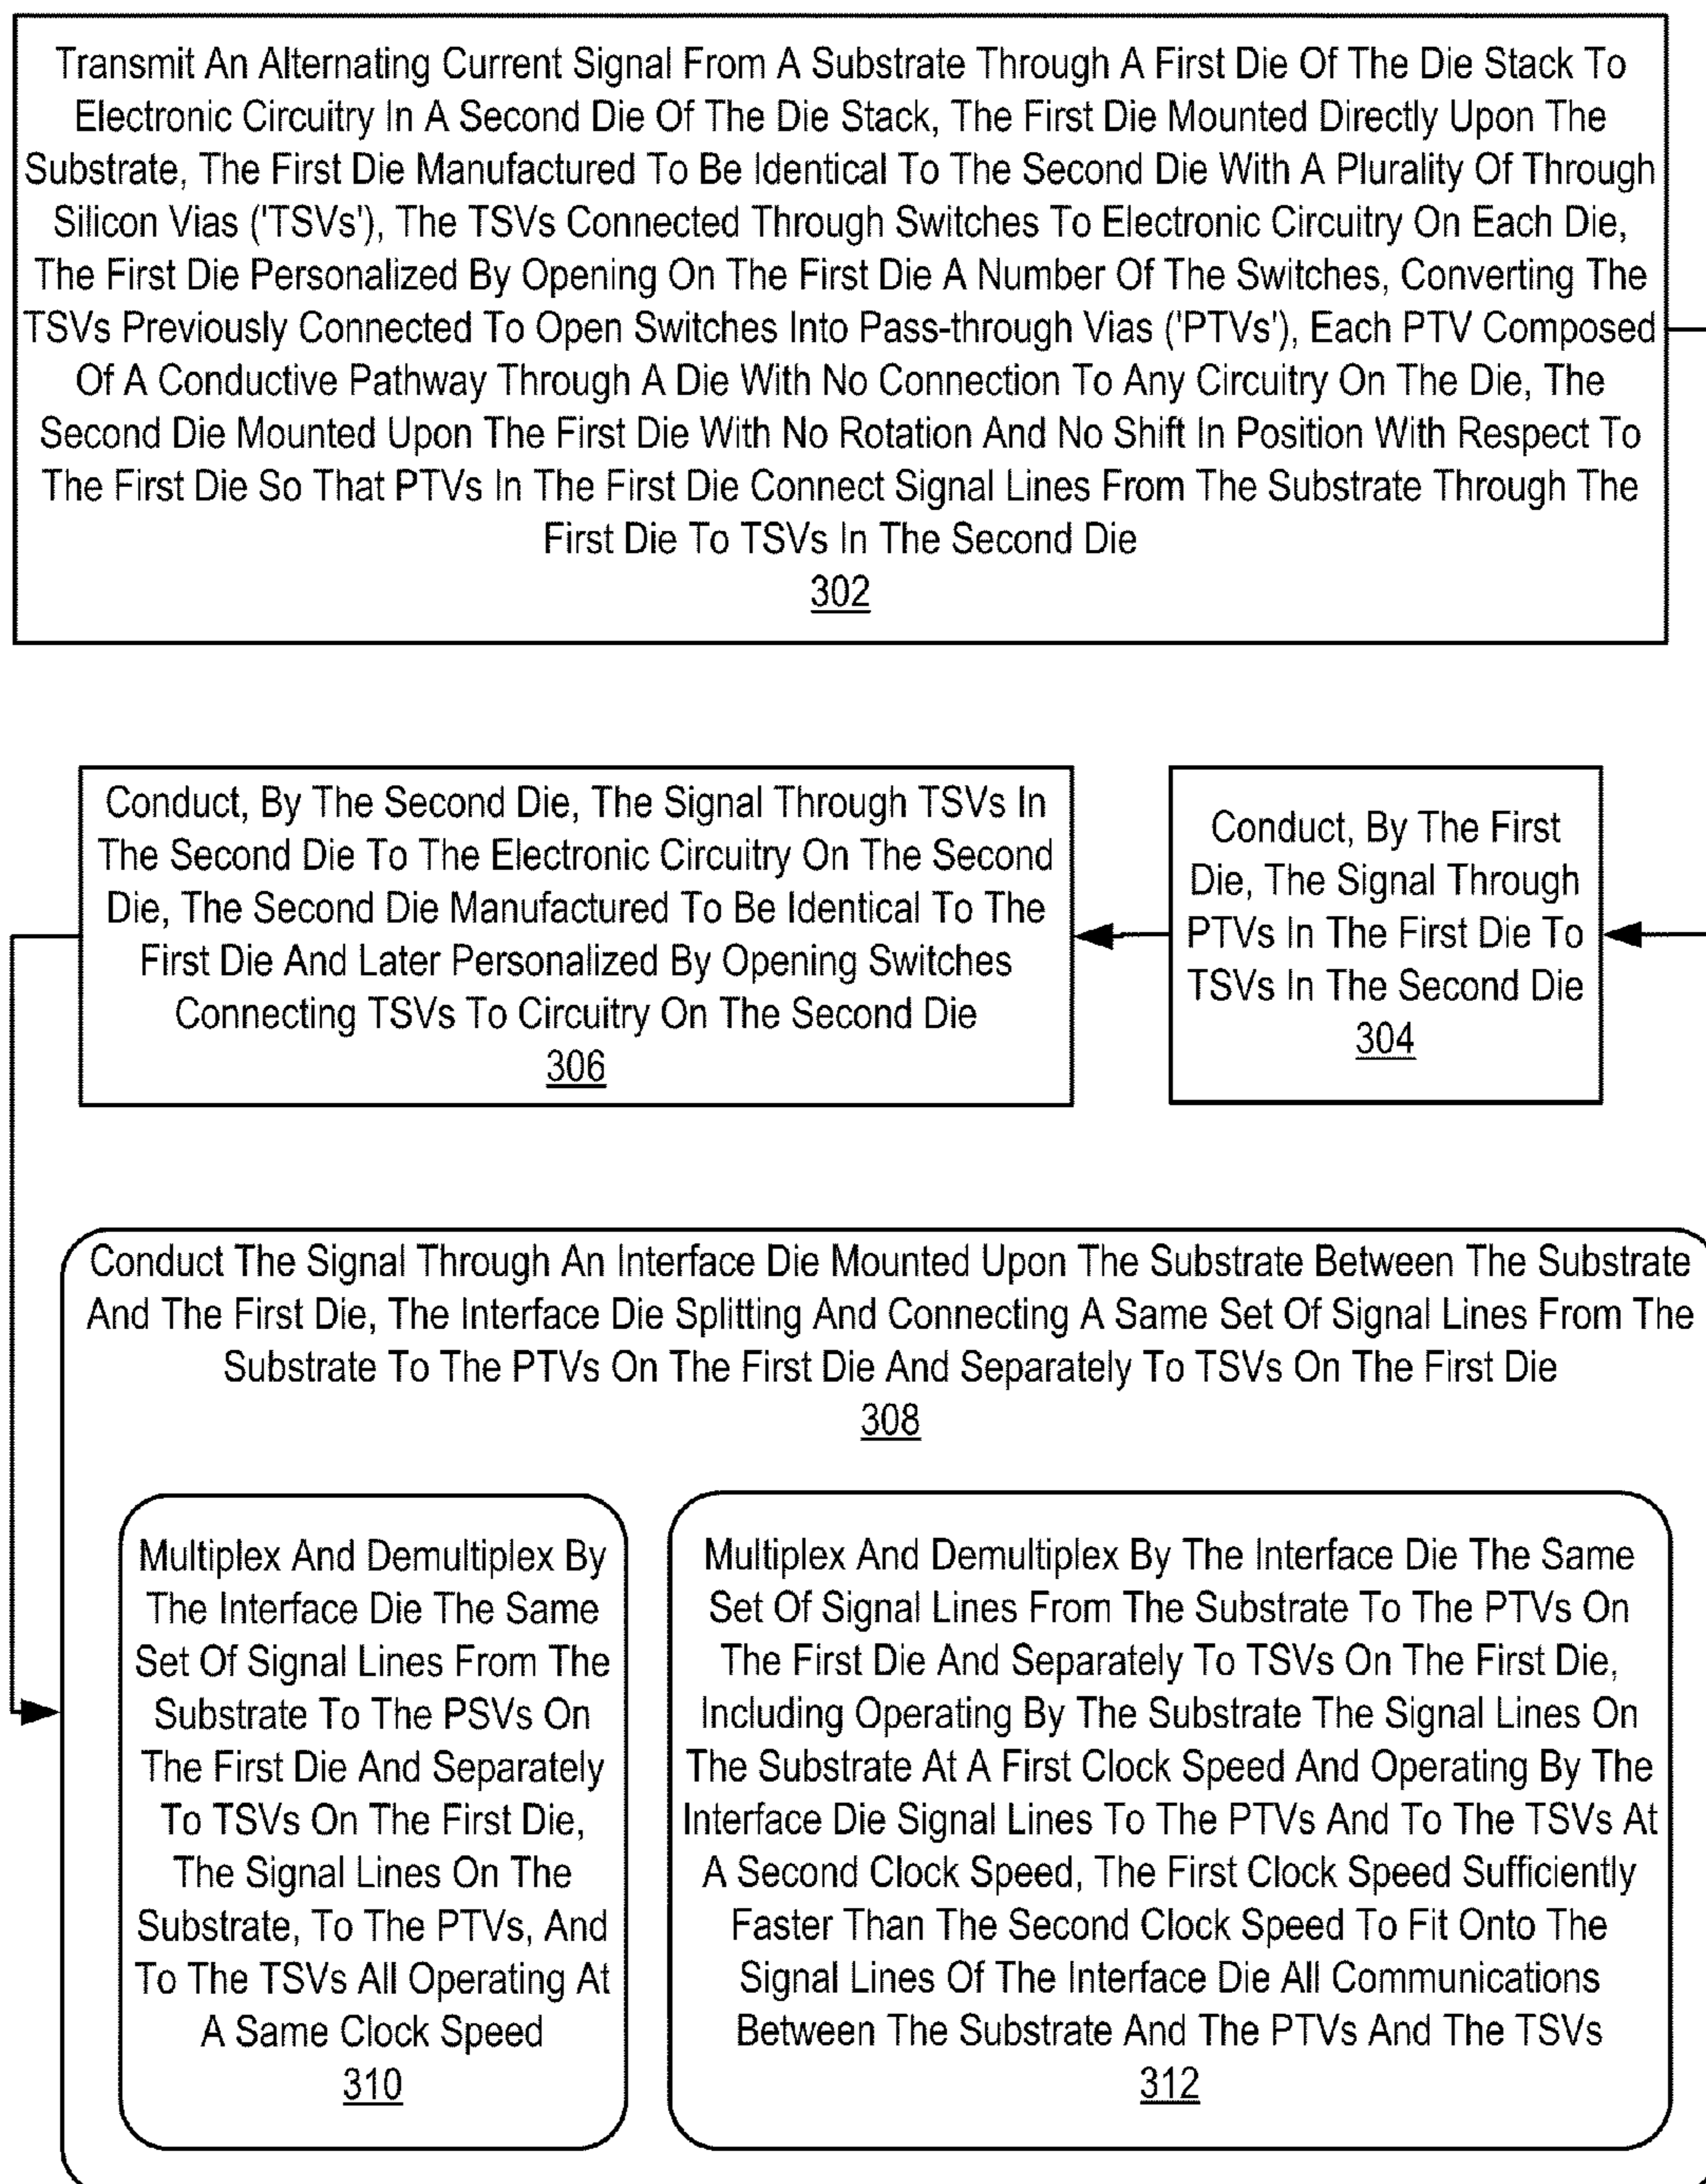 Transmit An Alternating Current Signal From A Substrate Through A First Die Of The Die Stack To
Electronic Circuitry In A Second Die Of The Die Stack, The First Die Mounted Directly Upon The
Substrate, The First Die Manufactured To Be Identical To The Second Die With A Plurality Of Through
Silicon Vias ('TSVs'), The TSVs Connected Through Switches To Electronic Circuitry On Each Die,
The First Die Personalized By Opening On The First Die A Number Of The Switches, Converting The
TSVs Previously Connected To Open Switches Into Pass-through Vias ('PTVs'), Each PTV Composed
Of A Conductive Pathway Through A Die With No Connection To Any Circuitry On The Die, The
Second Die Mounted Upon The First Die With No Rotation And No Shift In Position With Respect To
The First Die So That PTVs In The First Die Connect Signal Lines From The Substrate Through The
First Die To TSVs In The Second Die
302
Conduct, By The First
Die, The Signal Through
PTVs In The First Die To
TSVs In The Second Die
304
Conduct, By The Second Die, The Signal Through TSVs In
The Second Die To The Electronic Circuitry On The Second
Die, The Second Die Manufactured To Be Identical To The
First Die And Later Personalized By Opening Switches
Connecting TSVs To Circuitry On The Second Die
306
Conduct The Signal Through An Interface Die Mounted Upon The Substrate Between The Substrate
And The First Die, The Interface Die Splitting And Connecting A Same Set Of Signal Lines From The
Substrate To The PTVs On The First Die And Separately To TSVs On The First Die
308
Multiplex And Demultiplex By
The Interface Die The Same
Set Of Signal Lines From The
Substrate To The PSVs On
The First Die And Separately
To TSVs On The First Die,
The Signal Lines On The
Substrate, To The PTVs, And
To The TSVs All Operating At
A Same Clock Speed
310
Multiplex And Demultiplex By The Interface Die The Same
Set Of Signal Lines From The Substrate To The PTVs On
The First Die And Separately To TSVs On The First Die,
Including Operating By The Substrate The Signal Lines On
The Substrate At A First Clock Speed And Operating By The
Interface Die Signal Lines To The PTVs And To The TSVs At
A Second Clock Speed, The First Clock Speed Sufficiently
Faster Than The Second Clock Speed To Fit Onto The
Signal Lines Of The Interface Die All Communications
Between The Substrate And The PTVs And The TSVs
312